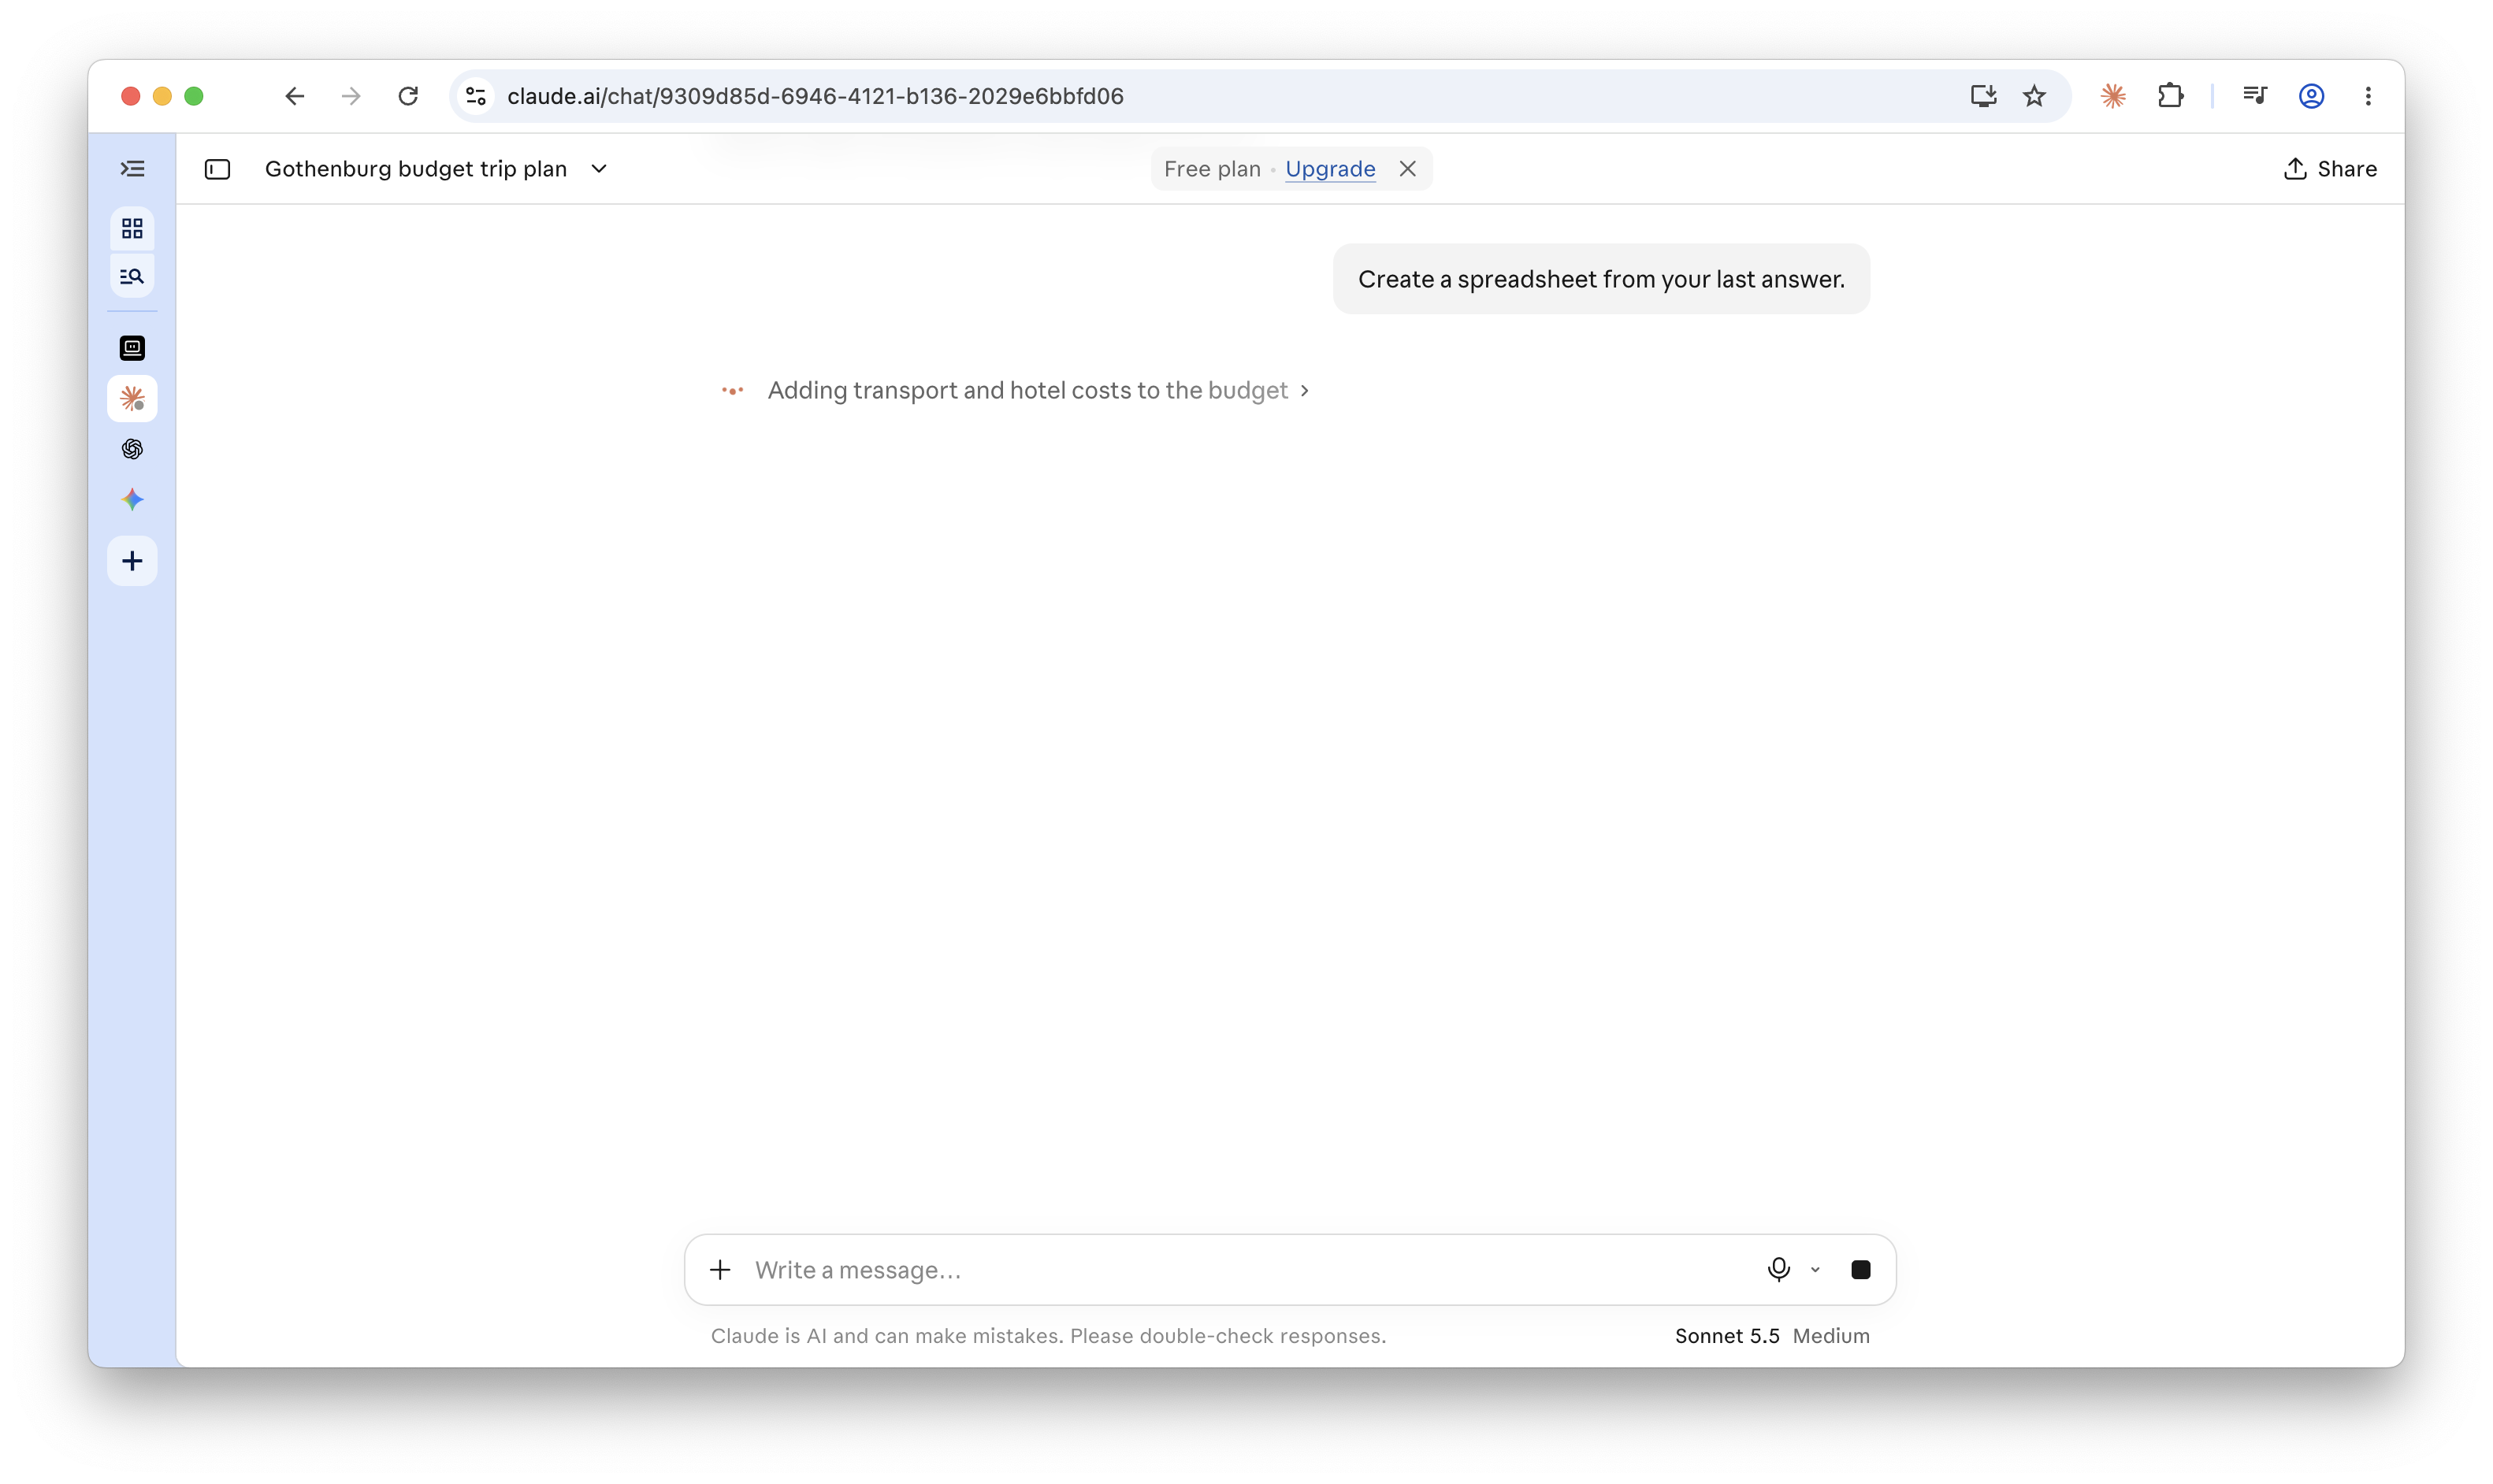 claude.ai/chat/9309d85d-6946-4121-b136-2029e6bbfd06
Gothenburg budget trip plan
Free plan · Upgrade
Share
Create a spreadsheet from your last answer.
Adding transport and hotel costs to the budget
Write a message...
Claude is AI and can make mistakes. Please double-check responses.
Sonnet 5.5 Medium